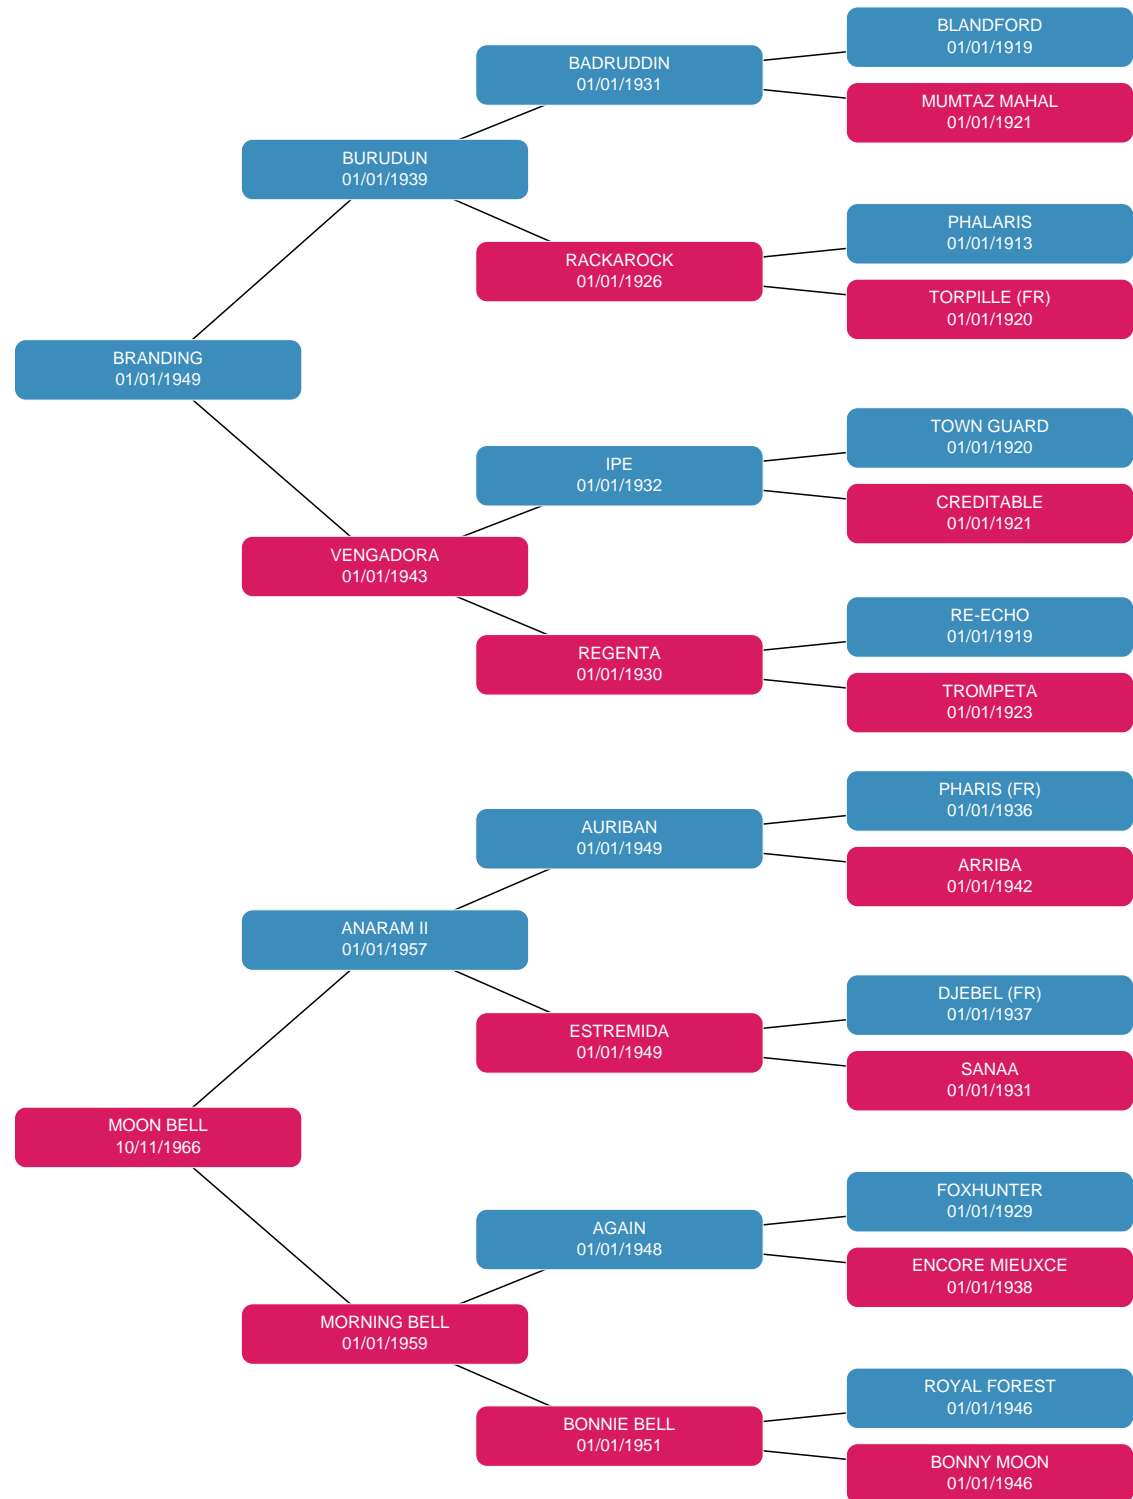 BLANDFORD
01/01/1919
BADRUDDIN
01/01/1931
MUMTAZ MAHAL
01/01/1921
BURUDUN
01/01/1939
PHALARIS
01/01/1913
RACKAROCK
01/01/1926
TORPILLE (FR)
01/01/1920
BRANDING
01/01/1949
TOWN GUARD
01/01/1920
IPE
01/01/1932
CREDITABLE
01/01/1921
VENGADORA
01/01/1943
RE-ECHO
01/01/1919
REGENTA
01/01/1930
TROMPETA
01/01/1923
PHARIS (FR)
01/01/1936
AURIBAN
01/01/1949
ARRIBA
01/01/1942
ANARAM II
01/01/1957
DJEBEL (FR)
01/01/1937
ESTREMIDA
01/01/1949
SANAA
01/01/1931
MOON BELL
10/11/1966
FOXHUNTER
01/01/1929
AGAIN
01/01/1948
ENCORE MIEUXCE
01/01/1938
MORNING BELL
01/01/1959
ROYAL FOREST
01/01/1946
BONNIE BELL
01/01/1951
BONNY MOON
01/01/1946